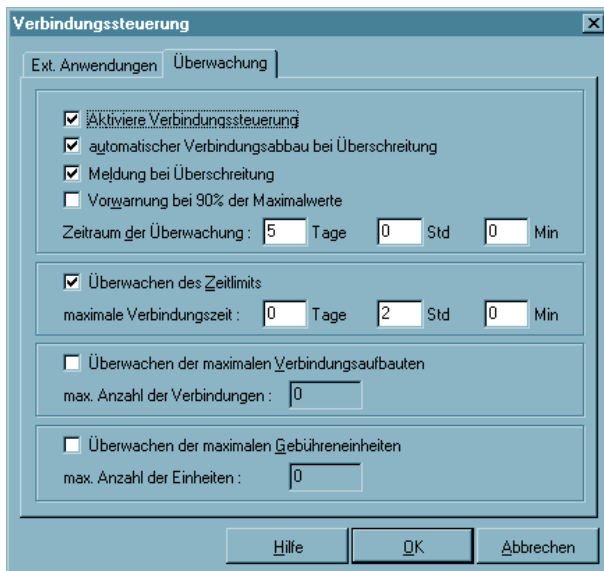 Verbindungssteuerung
Ext. Anwendungen Überwachung
Aktiviere Verbindungssteuerung
automatischer Verbindungsabbau bei Überschreitung
Meldung bei Überschreitung
Vorwarnung bei 90% der Maximalwerte
Zeitraum der Überwachung : 5 Tage 0 Std 0 Min
Überwachen des Zeitlimits
maximale Verbindungszeit : 0 Tage 2 Std 0 Min
Überwachen der maximalen Verbindungsaufbauten
max. Anzahl der Verbindungen : 0
Überwachen der maximalen Gebühreneinheiten
max. Anzahl der Einheiten : 0
Hilfe OK Abbrechen